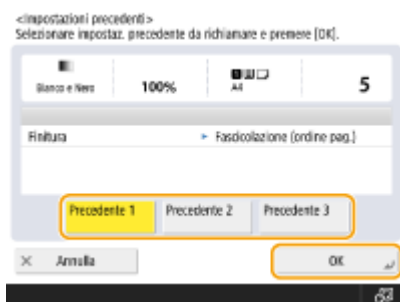 <Impostazioni precedenti>
Selezionare impostaz. precedente da richiamare e premere [OK].
Bianco e Nero 100% A4 5
Finitura ► Fascicolazione (ordine pag.)
Precedente 1 Precedente 2 Precedente 3
× Annulla OK